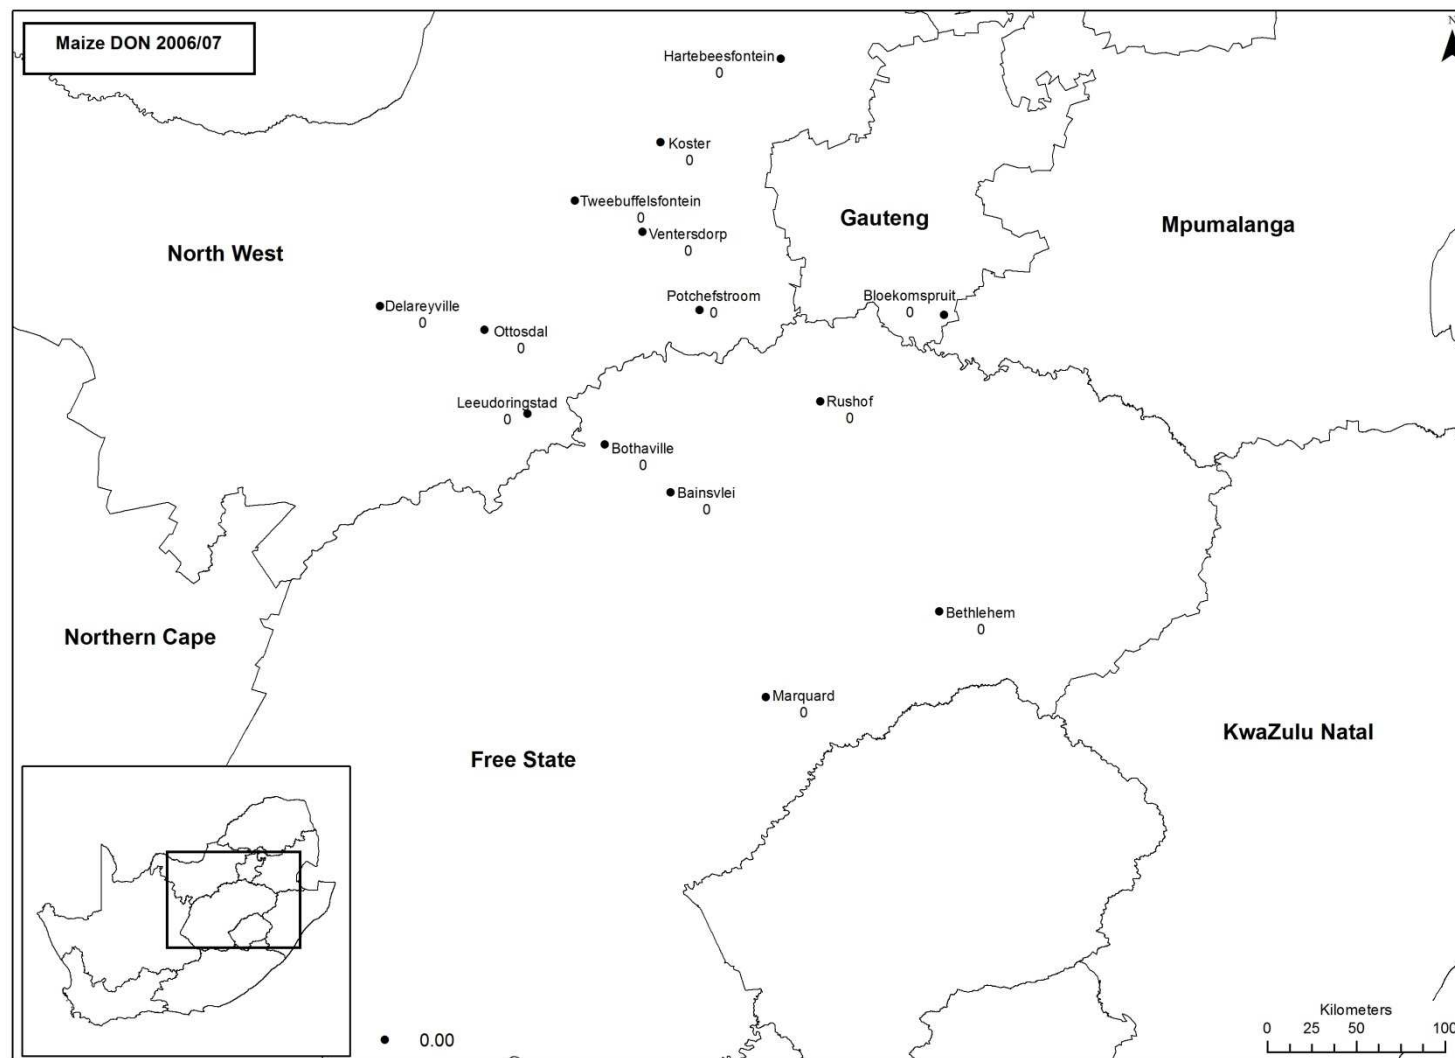 Maize DON 2006/07
N
Hartebeesfontein
0
Koster
0
Tweebuffelsfontein
0
Ventersdorp
0
Gauteng
Mpumalanga
North West
Delareyville
0
Ottosdal
0
Potchefstroom
0
Bloekomspruit
0
Leeudoringstad
0
Rushof
0
Bothaville
0
Bainsvlei
0
Bethlehem
0
Northern Cape
Marquard
0
Free State
KwaZulu Natal
0.00
Kilometers
0 25 50 100